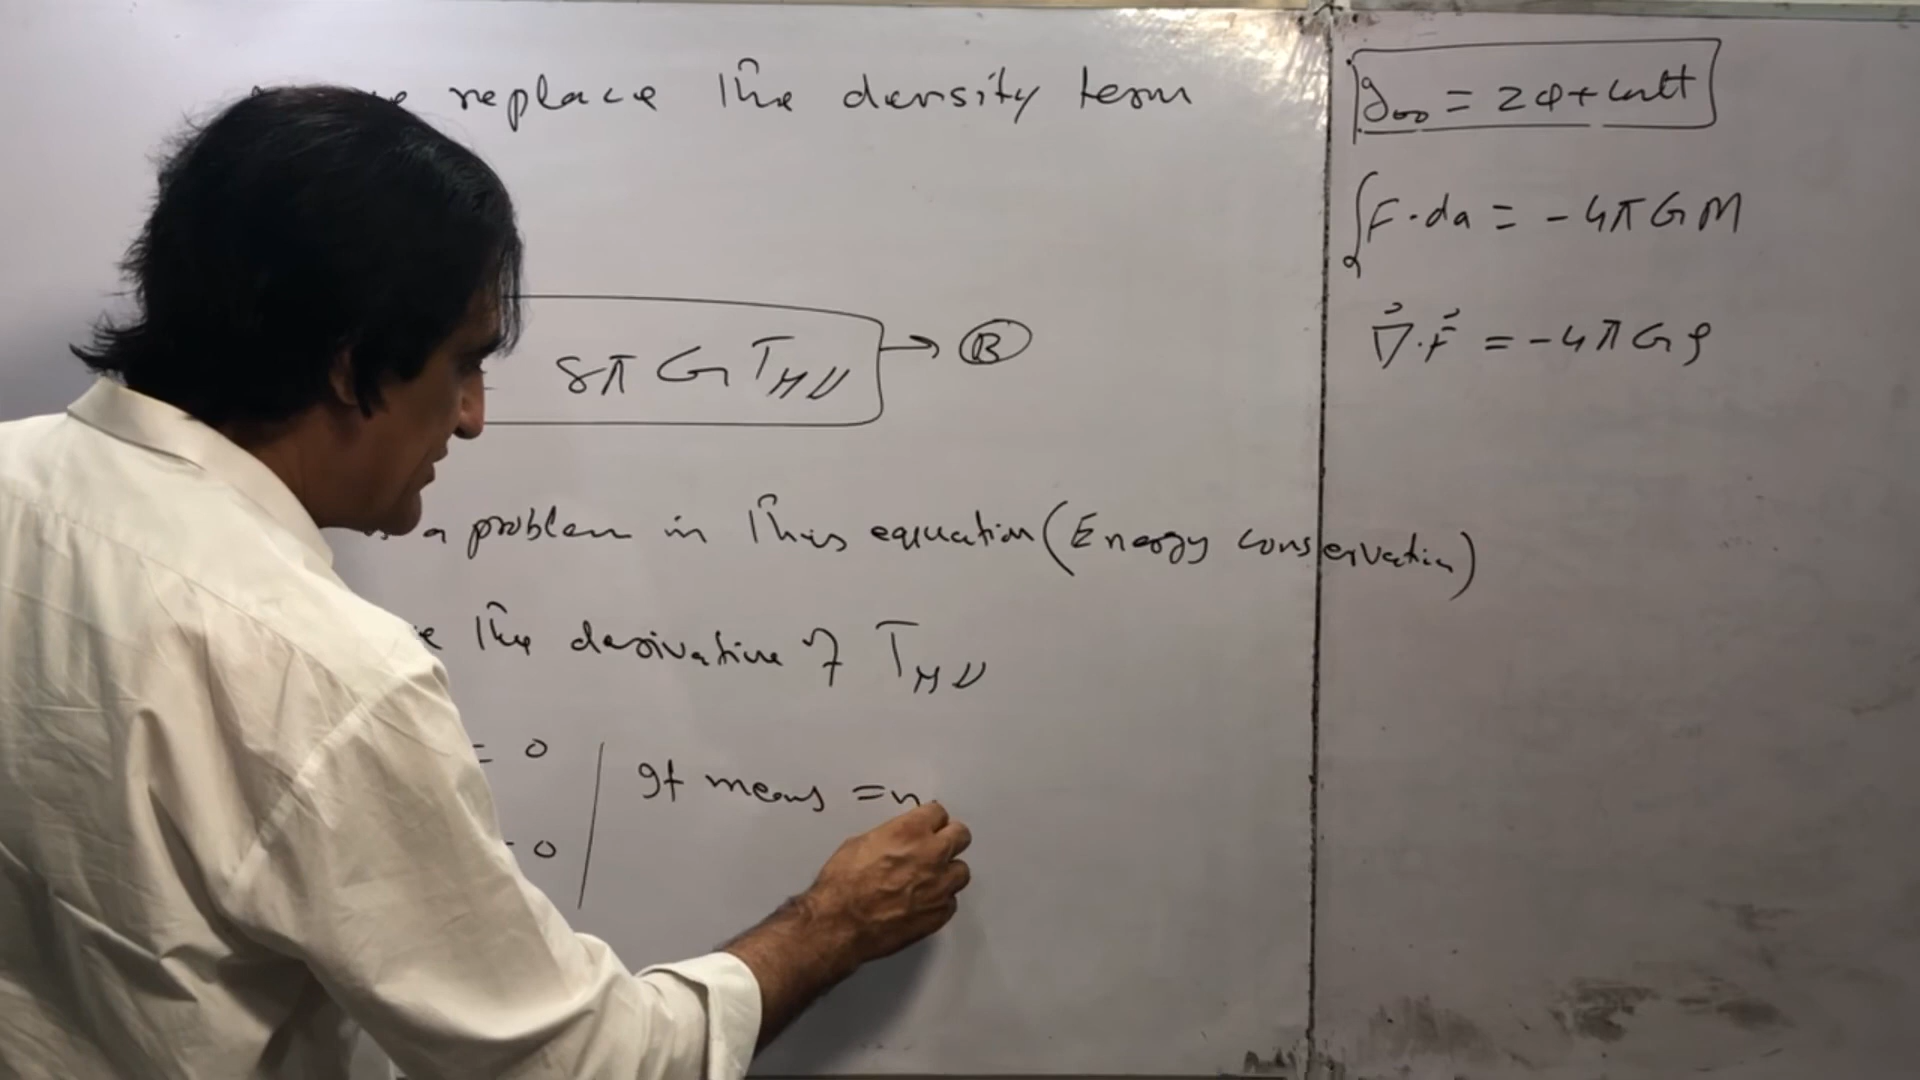 replace the density term
8π G Tμν → B
a problem in this equation (Energy conservation)
the derivative of Tμν
= 0
0
It means =
g₀₀ = 2φ + const
∫F·da = -4πGM
∇·F = -4πGρ